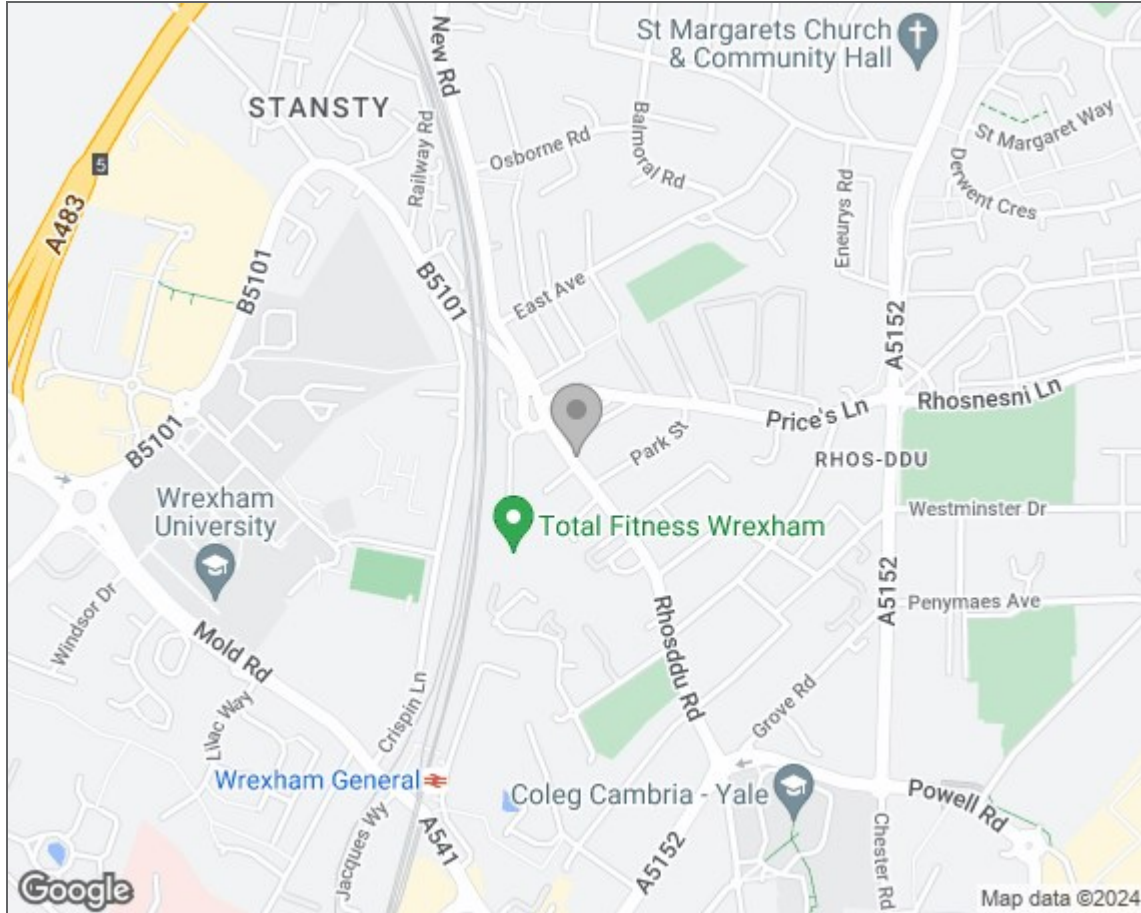 New Rd
St Margarets Church
& Community Hall
STANSTY
Railway Rd
Osborne Rd
Balmoral Rd
St Margaret Way
Derwent Cres
Eneurys Rd
5
A483
B5101
B5101
East Ave
A5152
Rhosnesni Ln
Price's Ln
Park St
RHOS-DDU
B5101
Wrexham
University
Total Fitness Wrexham
Westminster Dr
A5152
Penymaes Ave
Windsor Dr
Mold Rd
Rhosddu Rd
Grove Rd
Lilac Way
Crispin Ln
Wrexham General
Coleg Cambria - Yale
Powell Rd
Jacques Wy
A541
A5152
Chester Rd
Google
Map data ©2024